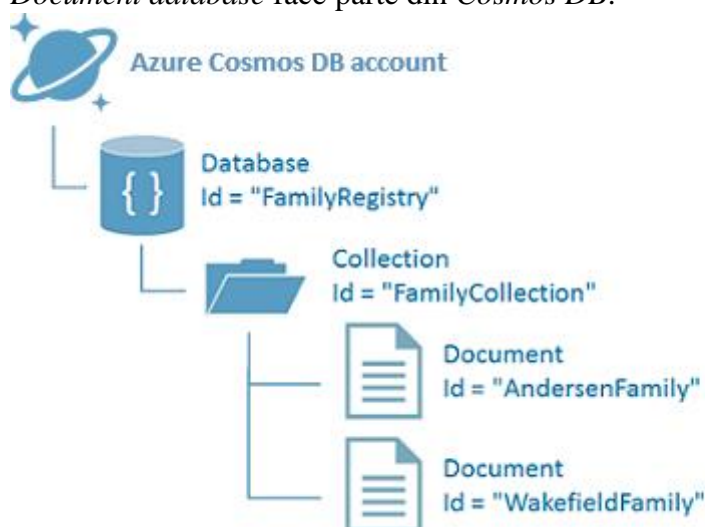 Document database face parte din Cosmos DB.
Azure Cosmos DB account
{ }
Database
Id = "FamilyRegistry"
Collection
Id = "FamilyCollection"
Document
Id = "AndersenFamily"
Document
Id = "WakefieldFamily"